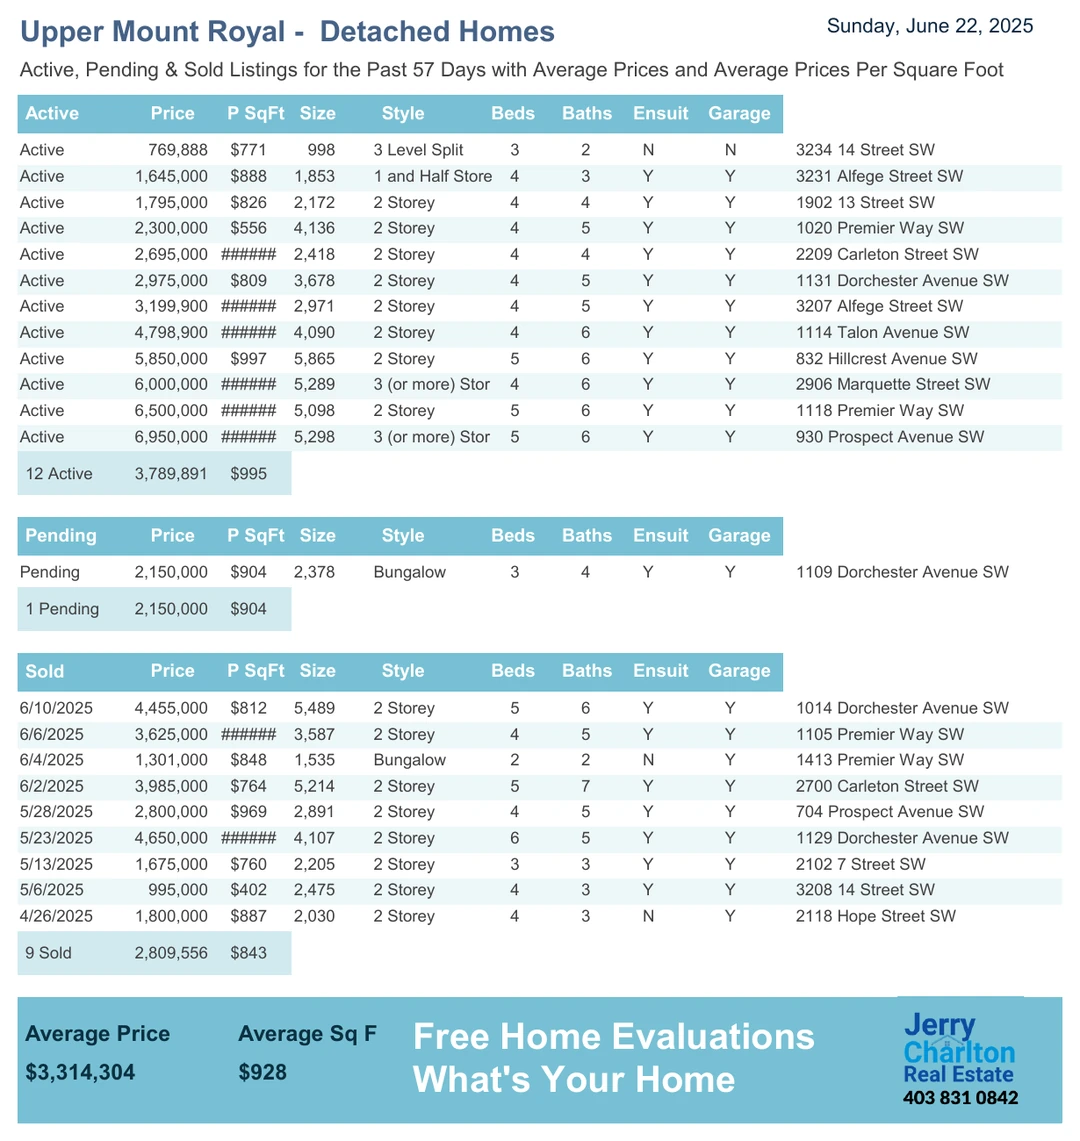 Upper Mount Royal - Detached Homes
Sunday, June 22, 2025
Active, Pending & Sold Listings for the Past 57 Days with Average Prices and Average Prices Per Square Foot
Active Price P SqFt Size Style Beds Baths Ensuit Garage
Active 769,888 $771 998 3 Level Split 3 2 N N 3234 14 Street SW
Active 1,645,000 $888 1,853 1 and Half Store 4 3 Y Y 3231 Alfege Street SW
Active 1,795,000 $826 2,172 2 Storey 4 4 Y Y 1902 13 Street SW
Active 2,300,000 $556 4,136 2 Storey 4 5 Y Y 1020 Premier Way SW
Active 2,695,000 ###### 2,418 2 Storey 4 4 Y Y 2209 Carleton Street SW
Active 2,975,000 $809 3,678 2 Storey 4 5 Y Y 1131 Dorchester Avenue SW
Active 3,199,900 ###### 2,971 2 Storey 4 5 Y Y 3207 Alfege Street SW
Active 4,798,900 ###### 4,090 2 Storey 4 6 Y Y 1114 Talon Avenue SW
Active 5,850,000 $997 5,865 2 Storey 5 6 Y Y 832 Hillcrest Avenue SW
Active 6,000,000 ###### 5,289 3 (or more) Stor 4 6 Y Y 2906 Marquette Street SW
Active 6,500,000 ###### 5,098 2 Storey 5 6 Y Y 1118 Premier Way SW
Active 6,950,000 ###### 5,298 3 (or more) Stor 5 6 Y Y 930 Prospect Avenue SW
12 Active 3,789,891 $995
Pending Price P SqFt Size Style Beds Baths Ensuit Garage
Pending 2,150,000 $904 2,378 Bungalow 3 4 Y Y 1109 Dorchester Avenue SW
1 Pending 2,150,000 $904
Sold Price P SqFt Size Style Beds Baths Ensuit Garage
6/10/2025 4,455,000 $812 5,489 2 Storey 5 6 Y Y 1014 Dorchester Avenue SW
6/6/2025 3,625,000 ###### 3,587 2 Storey 4 5 Y Y 1105 Premier Way SW
6/4/2025 1,301,000 $848 1,535 Bungalow 2 2 N Y 1413 Premier Way SW
6/2/2025 3,985,000 $764 5,214 2 Storey 5 7 Y Y 2700 Carleton Street SW
5/28/2025 2,800,000 $969 2,891 2 Storey 4 5 Y Y 704 Prospect Avenue SW
5/23/2025 4,650,000 ###### 4,107 2 Storey 6 5 Y Y 1129 Dorchester Avenue SW
5/13/2025 1,675,000 $760 2,205 2 Storey 3 3 Y Y 2102 7 Street SW
5/6/2025 995,000 $402 2,475 2 Storey 4 3 Y Y 3208 14 Street SW
4/26/2025 1,800,000 $887 2,030 2 Storey 4 3 N Y 2118 Hope Street SW
9 Sold 2,809,556 $843
Average Price Average Sq F
$3,314,304 $928
Free Home Evaluations
What's Your Home
Jerry
Charlton
Real Estate
403 831 0842